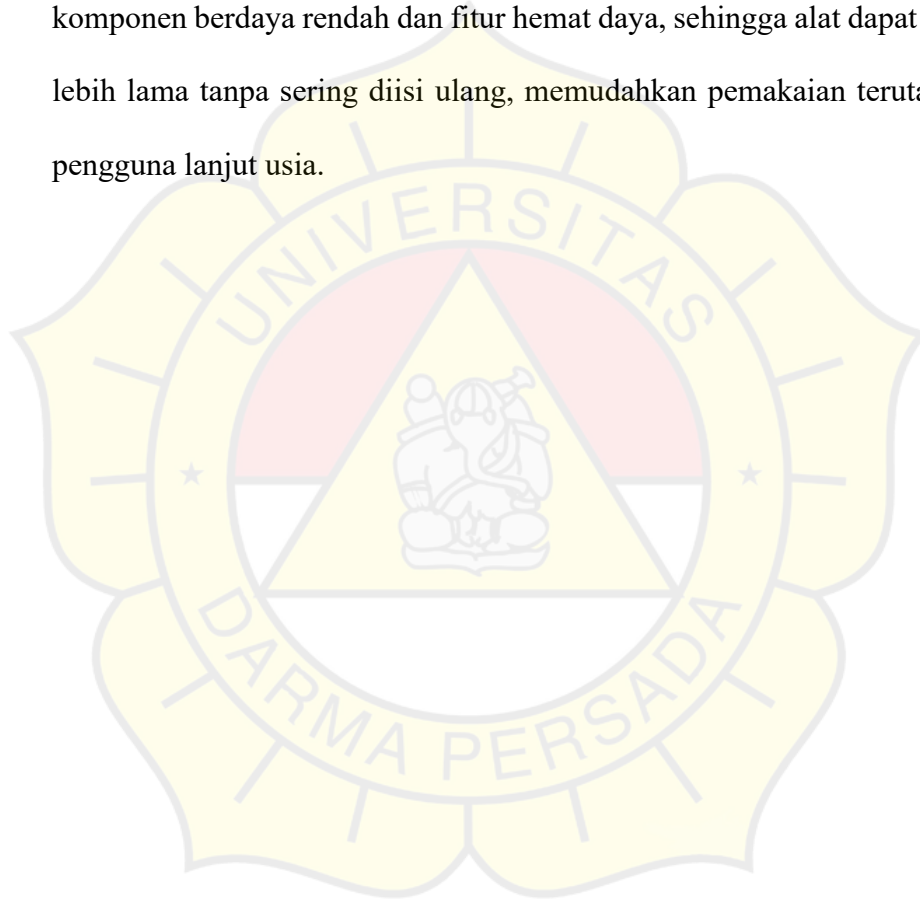 komponen berdaya rendah dan fitur hemat daya, sehingga alat dapat
lebih lama tanpa sering diisi ulang, memudahkan pemakaian
pengguna lanjut usia.
UNIVERSITAS
DARMA PERSADA